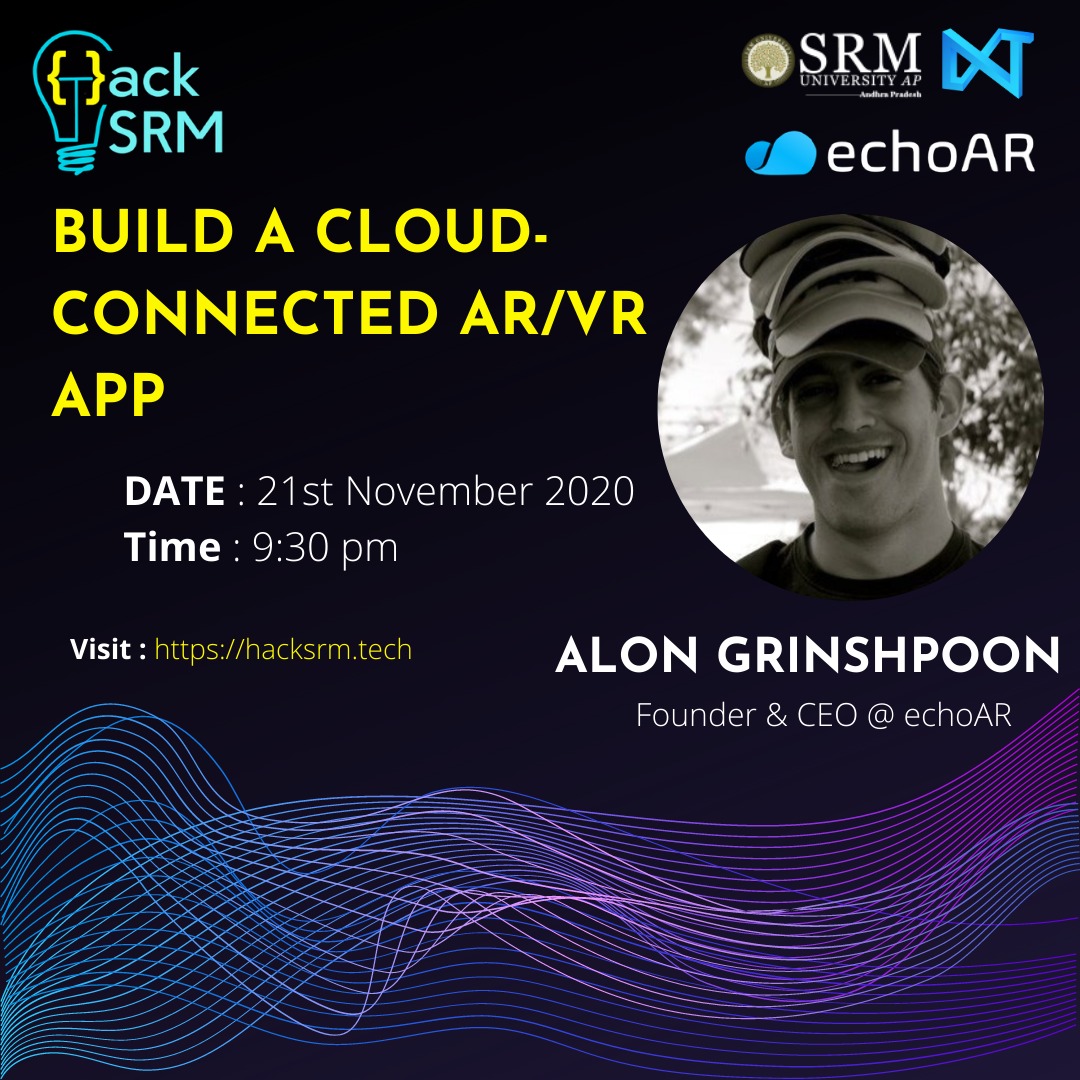 {}ack
SRM
SRM
UNIVERSITY AP
Andhra Pradesh
echoAR
BUILD A CLOUD-
CONNECTED AR/VR
APP
DATE : 21st November 2020
Time : 9:30 pm
Visit : https://hacksrm.tech
ALON GRINSHPOON
Founder & CEO @ echoAR